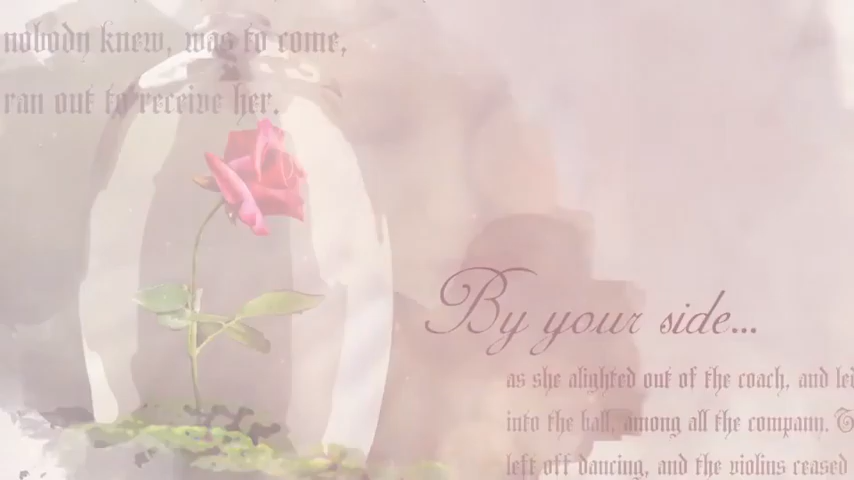 nobody knew, was to come,
ran out to receive her.
By your side...
as she alighted out of the coach, and led
into the hall, among all the company.
left off dancing, and the violins ceased